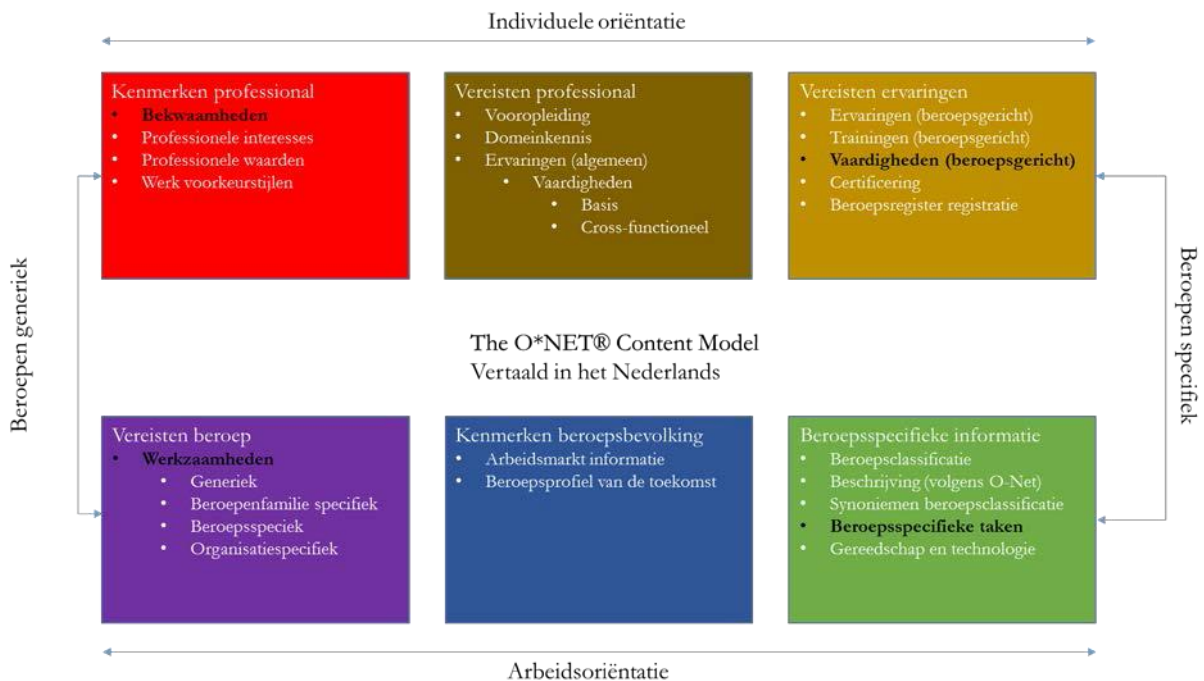 Individuele oriëntatie
Kenmerken professional
• Bekwaamheden
• Professionele interesses
• Professionele waarden
• Werk voorkeurstijlen
Vereisten professional
• Vooropleiding
• Domeinkennis
• Ervaringen (algemeen)
• Vaardigheden
• Basis
• Cross-functioneel
Vereisten ervaringen
• Ervaringen (beroepsgericht)
• Trainingen (beroepsgericht)
• Vaardigheden (beroepsgericht)
• Certificering
• Beroepsregister registratie
Beroepen generiek
The O*NET® Content Model
Vertaald in het Nederlands
Beroepen specifiek
Vereisten beroep
• Werkzaamheden
• Generiek
• Beroepenfamilie specifiek
• Beroepsspeciek
• Organisatiespecifiek
Kenmerken beroepsbevolking
• Arbeidsmarkt informatie
• Beroepsprofiel van de toekomst
Beroepsspecifieke informatie
• Beroepsclassificatie
• Beschrijving (volgens O-Net)
• Synoniemen beroepsclassificatie
• Beroepsspecifieke taken
• Gereedschap en technologie
Arbeidsoriëntatie